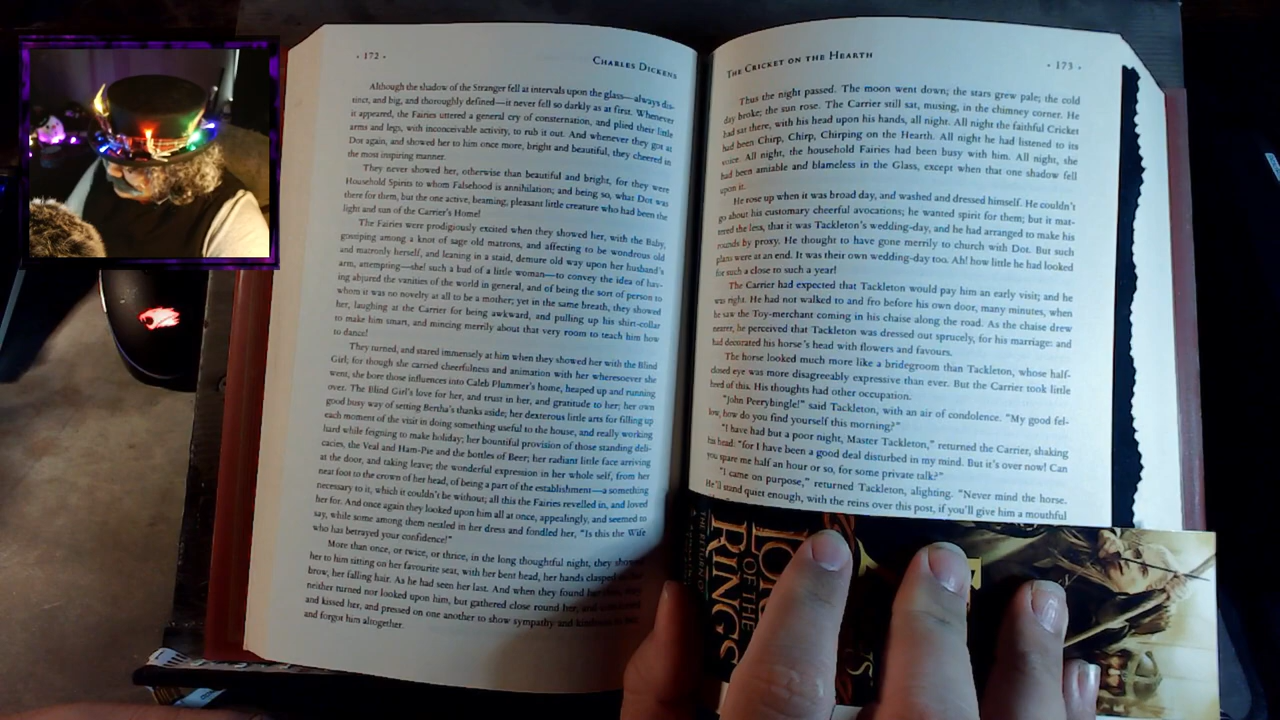 • 172 •
CHARLES DICKENS
Although the shadow of the Stranger fell at intervals upon the glass—always dis-
tinct, and big, and thoroughly defined—it never fell so darkly as at first. Whenever
it appeared, the Fairies uttered a general cry of consternation, and plied their little
arms and legs, with inconceivable activity, to rub it out. And whenever they got at
Dot again, and showed her to him once more, bright and beautiful, they cheered in
the most inspiring manner.
They never showed her, otherwise than beautiful and bright, for they were
Household Spirits to whom Falsehood is annihilation; and being so, what Dot was
there for them, but the one active, beaming, pleasant little creature who had been the
light and sun of the Carrier's Home!
The Fairies were prodigiously excited when they showed her, with the Baby,
gossiping among a knot of sage old matrons, and affecting to be wondrous old
and matronly herself, and leaning in a staid, demure old way upon her husband's
arm, attempting—she! such a bud of a little woman—to convey the idea of hav-
ing abjured the vanities of the world in general, and of being the sort of person to
whom it was no novelty at all to be a mother; yet in the same breath, they showed
her, laughing at the Carrier for being awkward, and pulling up his shirt-collar
to make him smart, and mincing merrily about that very room to teach him how
to dance!
They turned, and stared immensely at him when they showed her with the Blind
Girl; for though she carried cheerfulness and animation with her wheresoever she
went, she bore those influences into Caleb Plummer's home, heaped up and running
over. The Blind Girl's love for her, and trust in her, and gratitude to her; her own
good busy way of setting Bertha's thanks aside; her dexterous little arts for filling up
each moment of the visit in doing something useful to the house, and really working
hard while feigning to make holiday; her bountiful provision of those standing deli-
cacies, the Veal and Ham-Pie and the bottles of Beer; her radiant little face arriving
at the door, and taking leave; the wonderful expression in her whole self, from her
neat foot to the crown of her head, of being a part of the establishment—a something
necessary to it, which it couldn't be without; all this the Fairies revelled in, and loved
her for. And once again they looked upon him all at once, appealingly, and seemed to
say, while some among them nestled in her dress and fondled her, "Is this the Wife
who has betrayed your confidence!"
More than once, or twice, or thrice, in the long thoughtful night, they showed
her to him sitting on her favourite seat, with her bent head, her hands clasped on her
brow, her falling hair. As he had seen her last. And when they found her thus, they
neither turned nor looked upon him, but gathered close round her, and comforted
and kissed her, and pressed on one another to show sympathy and kindness to her,
and forgot him altogether.
THE CRICKET ON THE HEARTH
• 173 •
Thus the night passed. The moon went down; the stars grew pale; the cold
day broke; the sun rose. The Carrier still sat, musing, in the chimney corner. He
had sat there, with his head upon his hands, all night. All night the faithful Cricket
had been Chirp, Chirp, Chirping on the Hearth. All night he had listened to its
voice. All night, the household Fairies had been busy with him. All night, the
had been amiable and blameless in the Glass, except when that one shadow fell
upon it.
He rose up when it was broad day, and washed and dressed himself. He couldn't
go about his customary cheerful avocations; he wanted spirit for them; but it mat-
tered the less, that it was Tackleton's wedding-day, and he had arranged to make his
rounds by proxy. He thought to have gone merrily to church with Dot. But such
plans were at an end. It was their own wedding-day too. Ah! how little he had looked
for such a close to such a year!
The Carrier had expected that Tackleton would pay him an early visit; and he
was right. He had not walked to and fro before his own door, many minutes, when
he saw the Toy-merchant coming in his chaise along the road. As the chaise drew
nearer, he perceived that Tackleton was dressed out sprucely, for his marriage: and
had decorated his horse's head with flowers and favours.
The horse looked much more like a bridegroom than Tackleton, whose half-
closed eye was more disagreeably expressive than ever. But the Carrier took little
heed of this. His thoughts had other occupation.
"John Peerybingle!" said Tackleton, with an air of condolence. "My good fel-
low, how do you find yourself this morning?"
"I have had but a poor night, Master Tackleton," returned the Carrier, shaking
his head: "for I have been a good deal disturbed in my mind. But it's over now! Can
you spare me half an hour or so, for some private talk?"
"I came on purpose," returned Tackleton, alighting. "Never mind the horse.
He'll stand quiet enough, with the reins over this post, if you'll give him a mouthful
LORD
OF THE
RINGS